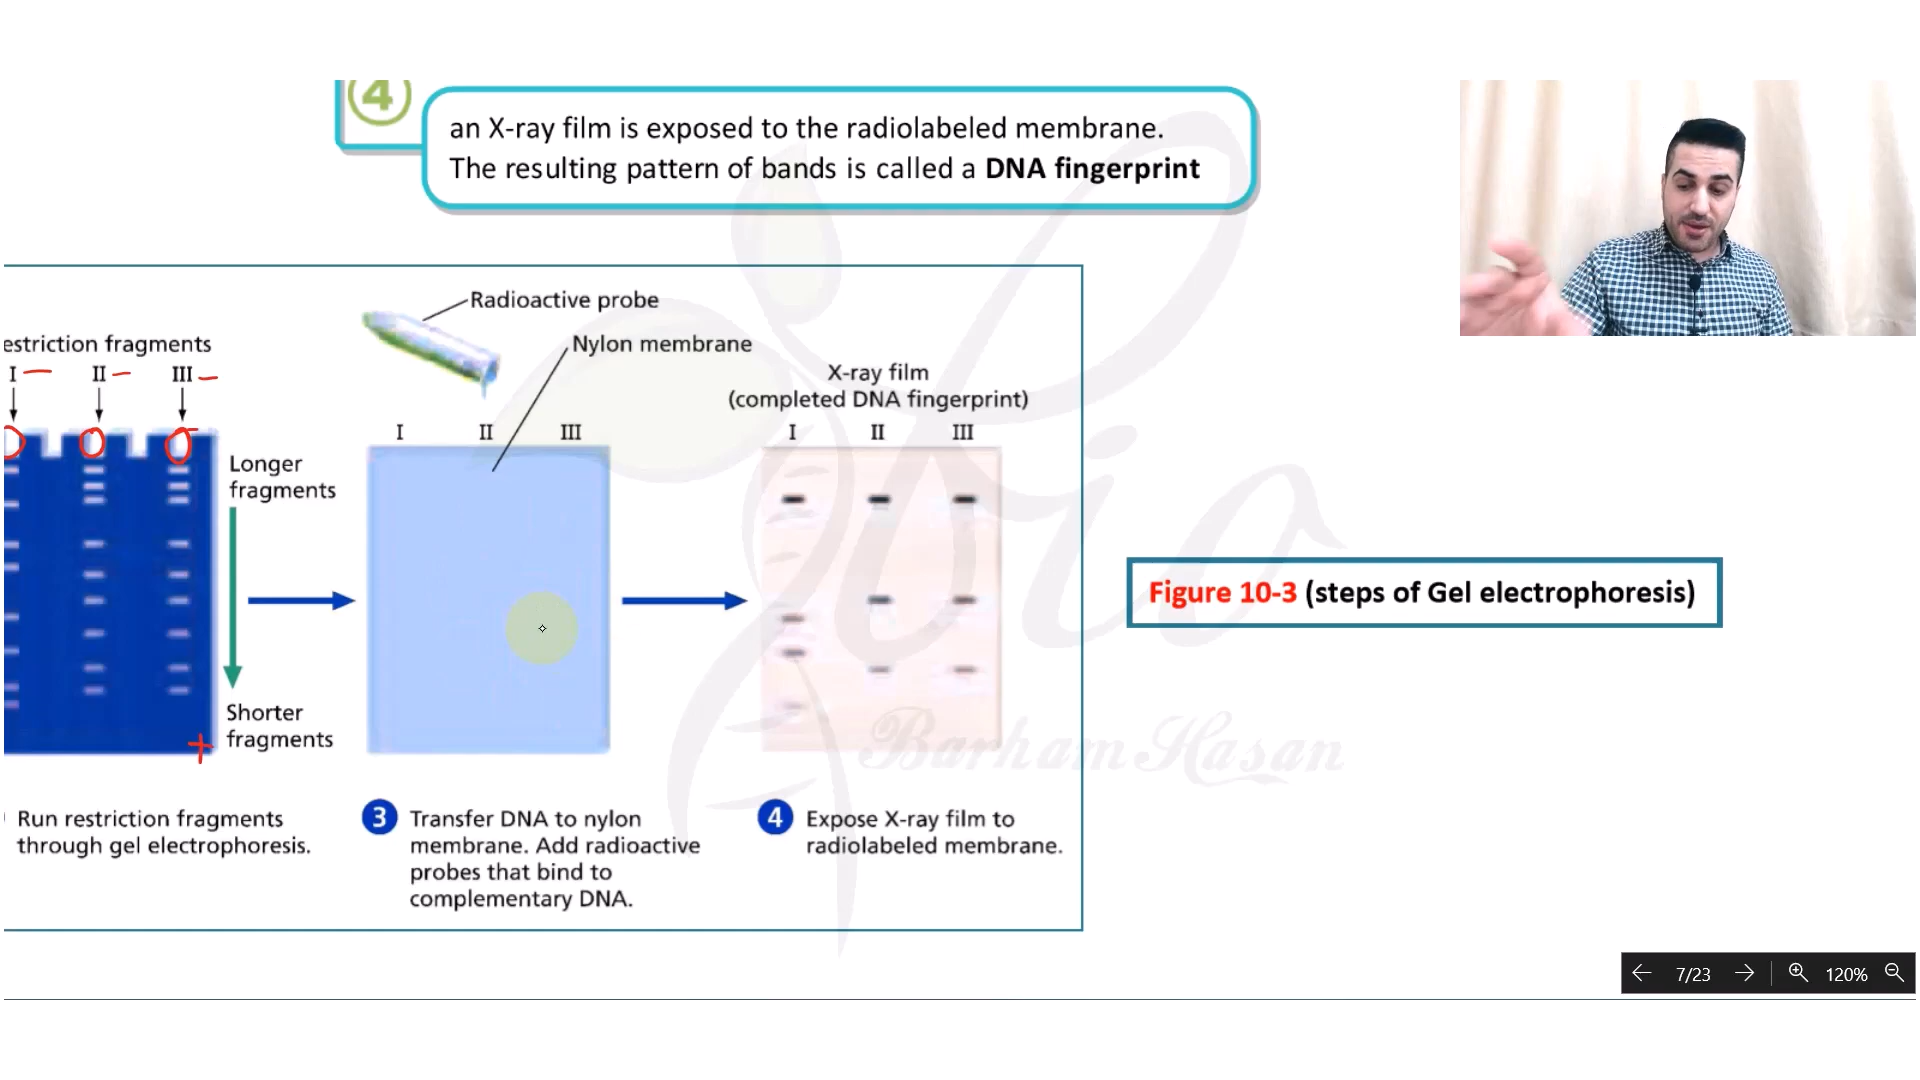 4
an X-ray film is exposed to the radiolabeled membrane.
The resulting pattern of bands is called a DNA fingerprint
Radioactive probe
Nylon membrane
estriction fragments
I
II
III
Longer
fragments
Shorter
fragments
+
I
II
III
X-ray film
(completed DNA fingerprint)
I
II
III
Figure 10-3 (steps of Gel electrophoresis)
Bio
Barham Hasan
Run restriction fragments
through gel electrophoresis.
3 Transfer DNA to nylon
membrane. Add radioactive
probes that bind to
complementary DNA.
4 Expose X-ray film to
radiolabeled membrane.
7/23
120%